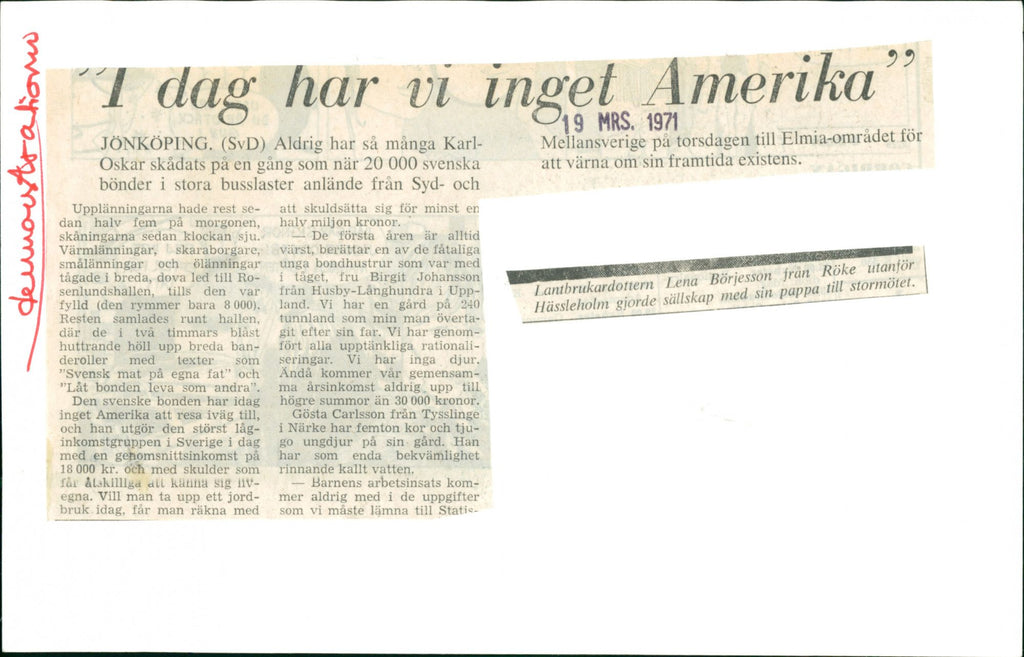 demonstrations
”I dag har vi inget Amerika”
19 MRS. 1971
JÖNKÖPING. (SvD) Aldrig har så många Karl-
Oskar skådats på en gång som när 20 000 svenska
bönder i stora busslaster anlände från Syd- och
Mellansverige på torsdagen till Elmia-området för
att värna om sin framtida existens.
Upplänningarna hade rest se-
dan halv fem på morgonen,
skåningarna sedan klockan sju.
Värmlänningar, skaraborgare,
smålänningar och ölänningar
tågade i breda, dova led till Ro-
senlundshallen, tills den var
fylld (den rymmer bara 8 000).
Resten samlades runt hallen,
där de i två timmars blåst
huttrande höll upp breda ban-
deroller med texter som
”Svensk mat på egna fat” och
”Låt bonden leva som andra”.
Den svenske bonden har idag
inget Amerika att resa iväg till,
och han utgör den störst låg-
inkomstgruppen i Sverige i dag
med en genomsnittsinkomst på
18 000 kr. och med skulder som
får åtskilliga att känna sig liv-
egna. Vill man ta upp ett jord-
bruk idag, får man räkna med
att skuldsätta sig för minst en
halv miljon kronor.
— De första åren är alltid
värst, berättar en av de fåtaliga
unga bondhustrur som var med
i tåget, fru Birgit Johansson
från Husby-Långhundra i Upp-
land. Vi har en gård på 240
tunnland som min man överta-
git efter sin far. Vi har genom-
fört alla upptänkliga rationali-
seringar. Vi har inga djur.
Ändå kommer vår gemensam-
ma årsinkomst aldrig upp till
högre summor än 30 000 kronor.
Gösta Carlsson från Tysslinge
i Närke har femton kor och tju-
go ungdjur på sin gård. Han
har som enda bekvämlighet
rinnande kallt vatten.
— Barnens arbetsinsats kom-
mer aldrig med i de uppgifter
som vi måste lämna till Statis-
Lantbrukardottern Lena Börjesson från Röke utanför
Hässleholm gjorde sällskap med sin pappa till stormötet.